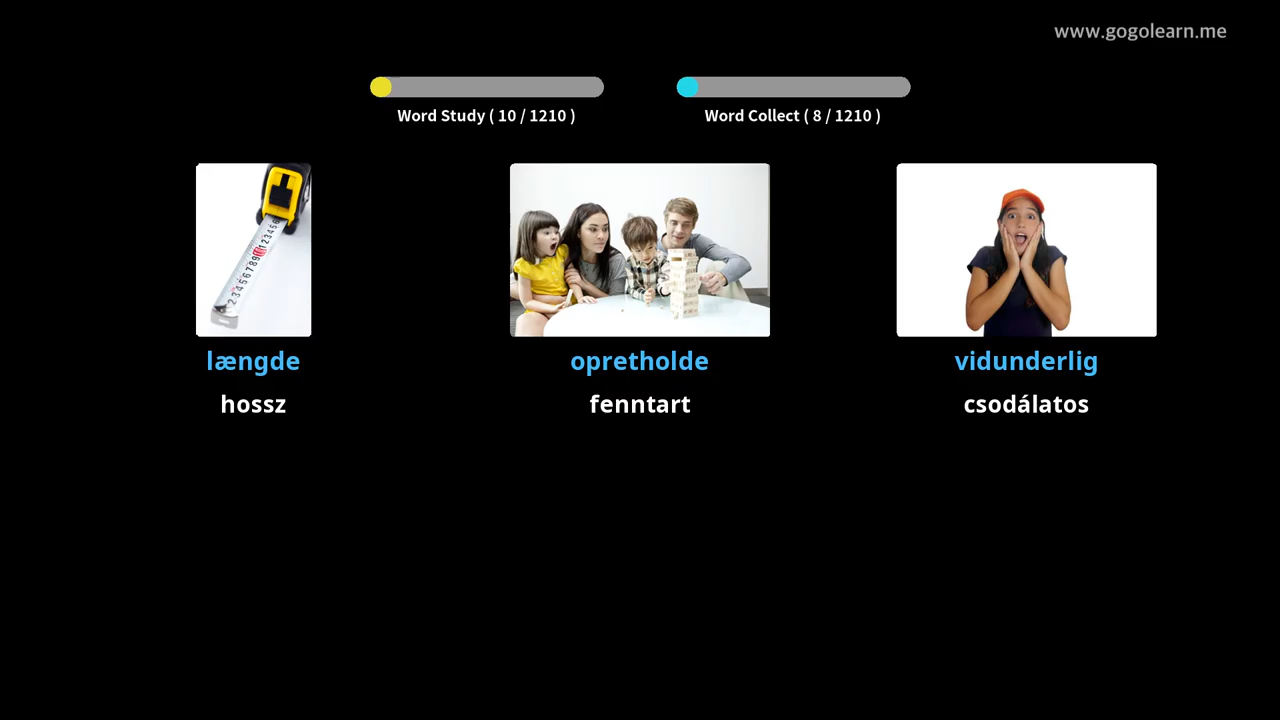 www.gogolearn.me
Word Study ( 10 / 1210 )
Word Collect ( 8 / 1210 )
længde
opretholde
vidunderlig
hossz
fenntart
csodálatos